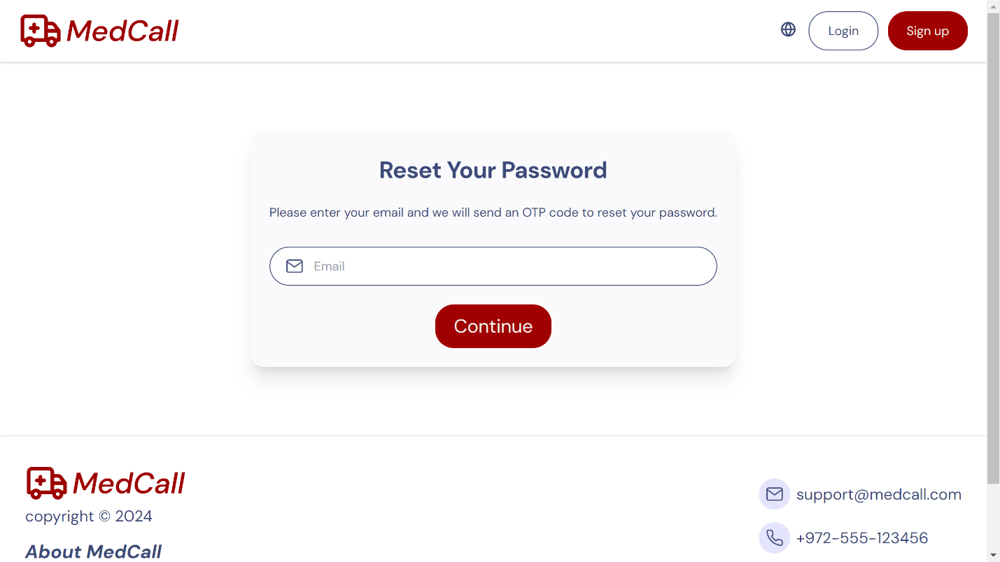 MedCall
Login
Sign up
Reset Your Password
Please enter your email and we will send an OTP code to reset your password.
Email
Continue
MedCall
copyright © 2024
About MedCall
support@medcall.com
+972-555-123456